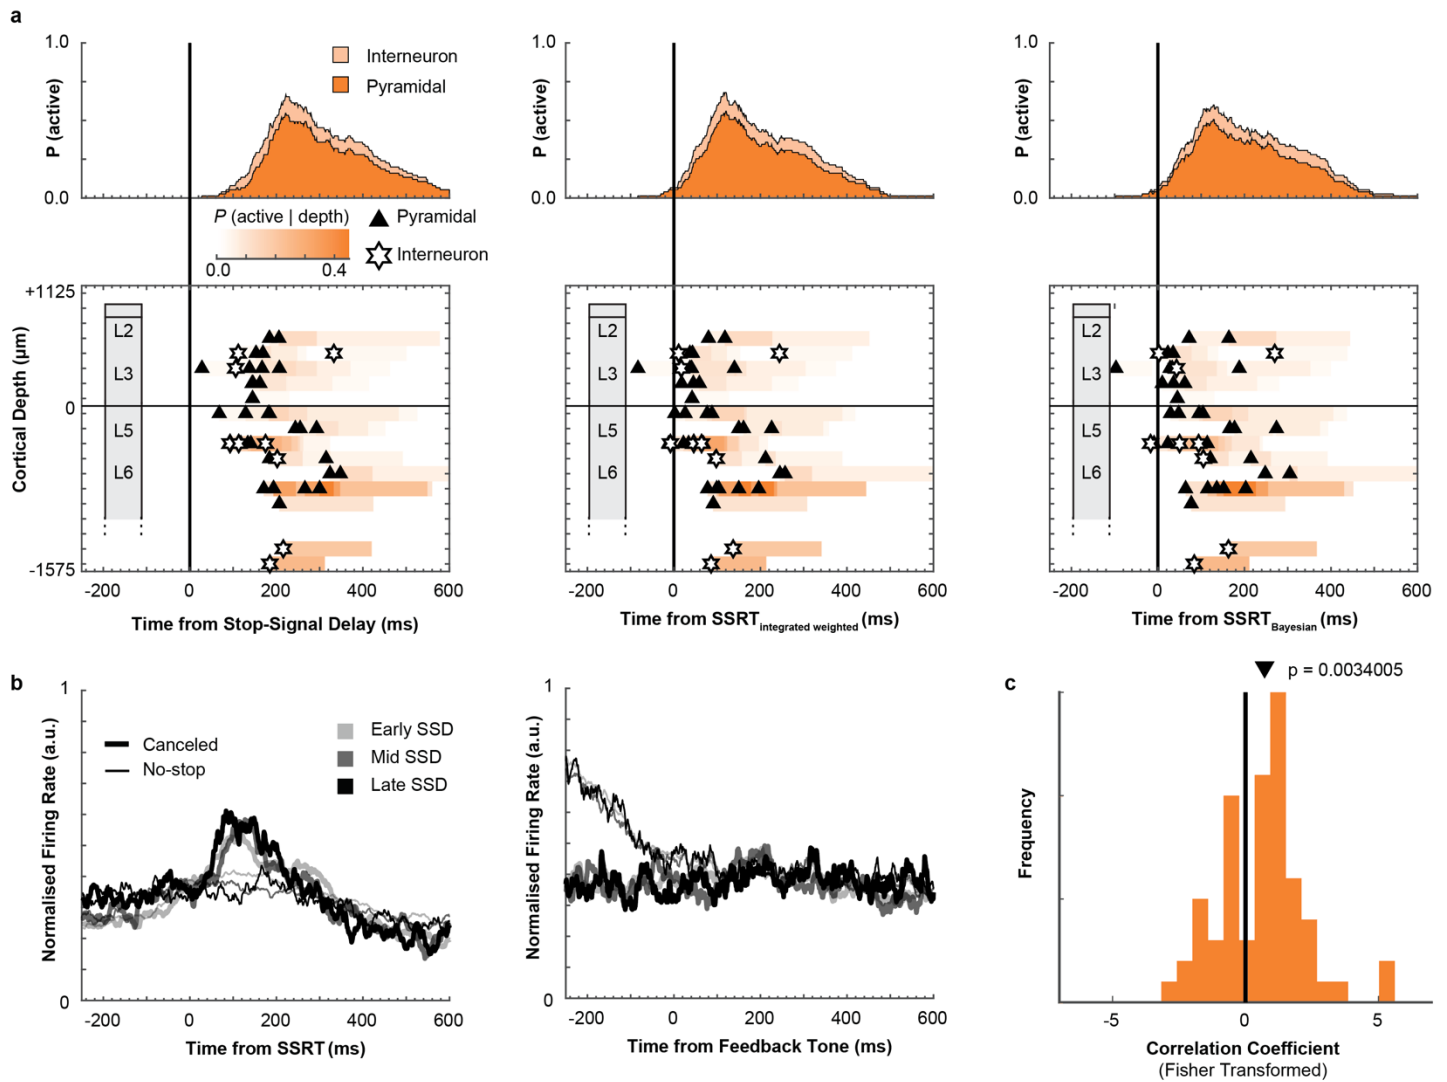 a
1.0
P (active)
0.0
Interneuron
Pyramidal
1.0
P (active)
0.0
1.0
P (active)
0.0
P (active | depth)
0.0
0.4
Pyramidal
Interneuron
Cortical Depth (µm)
+1125
0
-1575
L2
L3
L5
L6
L2
L3
L5
L6
L2
L3
L5
L6
-200 0 200 400 600
Time from Stop-Signal Delay (ms)
-200 0 200 400 600
Time from SSRT integrated weighted (ms)
-200 0 200 400 600
Time from SSRT Bayesian (ms)
b
1
Normalised Firing Rate (a.u.)
0
Canceled
No-stop
Early SSD
Mid SSD
Late SSD
-200 0 200 400 600
Time from SSRT (ms)
1
Normalised Firing Rate (a.u.)
0
-200 0 200 400 600
Time from Feedback Tone (ms)
c
p = 0.0034005
Frequency
-5 0 5
Correlation Coefficient
(Fisher Transformed)